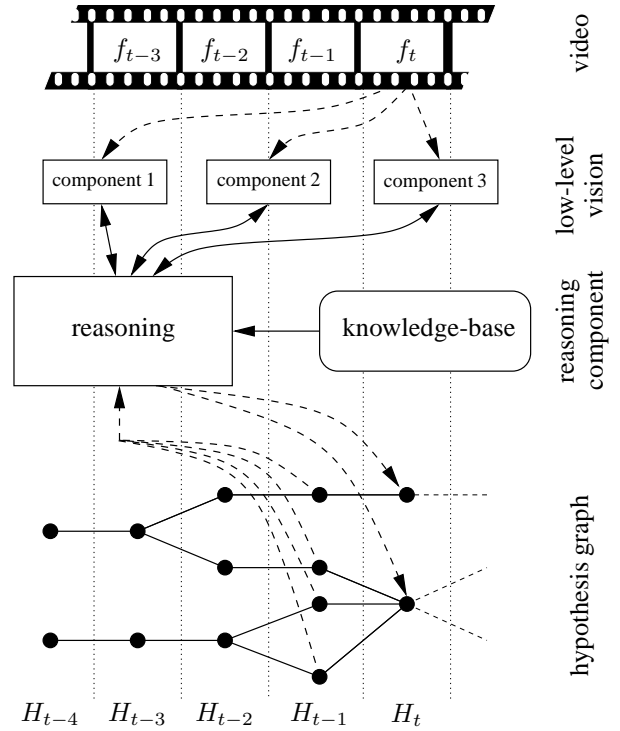 f_{t-3} f_{t-2} f_{t-1} f_t
video
component 1 component 2 component 3
low-level
vision
reasoning
knowledge-base
reasoning
component
hypothesis graph
H_{t-4} H_{t-3} H_{t-2} H_{t-1} H_t